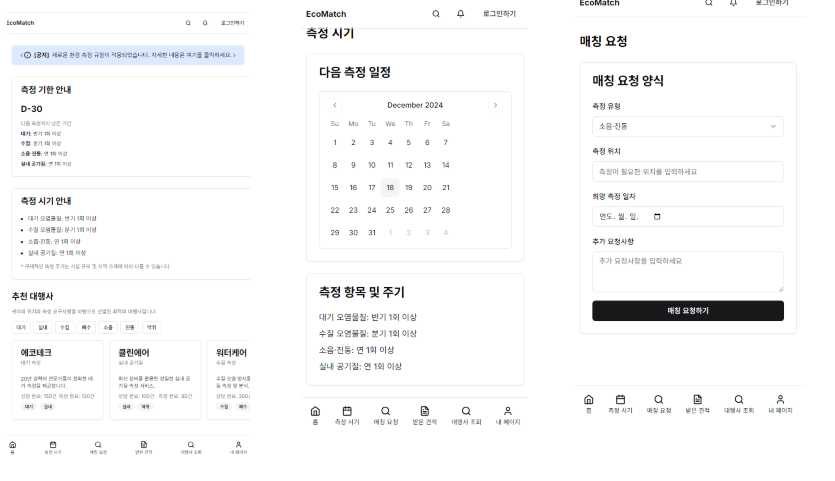 EcoMatch
로그인하기
[공지] 새로운 환경 측정 규정이 적용되었습니다. 자세한 내용은 여기를 클릭하세요.
측정 기한 안내
D-30
다음 측정까지 남은 기간
대기: 반기 1회 이상
수질: 분기 1회 이상
소음·진동: 연 1회 이상
실내 공기질: 연 1회 이상
측정 시기 안내
대기 오염물질: 반기 1회 이상
수질 오염물질: 분기 1회 이상
소음·진동: 연 1회 이상
실내 공기질: 연 1회 이상
* 구체적인 측정 주기는 시설 규모 및 지역 조례에 따라 다를 수 있습니다.
추천 대행사
귀하의 위치와 측정 요구사항을 바탕으로 선별된 최적의 대행사입니다.
대기 실내 수질 폐수 소음 진동 악취
에코테크
대기 측정
20년 경력의 전문가들이 정확한 대
기 측정을 제공합니다.
상담 완료: 150건 측정 완료: 120건
대기 실내
클린에어
실내 공기질
최신 장비를 활용한 정밀한 실내 공
기질 측정 서비스.
상담 완료: 100건 측정 완료: 80건
실내 악취
워터케어
수질 측정
수질 오염 방지를
질 측정 및 분석.
상담 완료: 200
수질 폐수
홈 측정 시기 매칭 요청 받은 견적 대행사 조회 내 페이지
EcoMatch
로그인하기
측정 시기
다음 측정 일정
December 2024
Su Mo Tu We Th Fr Sa
1 2 3 4 5 6 7
8 9 10 11 12 13 14
15 16 17 18 19 20 21
22 23 24 25 26 27 28
29 30 31 1 2 3 4
측정 항목 및 주기
대기 오염물질: 반기 1회 이상
수질 오염물질: 분기 1회 이상
소음·진동: 연 1회 이상
실내 공기질: 연 1회 이상
홈 측정 시기 매칭 요청 받은 견적 대행사 조회 내 페이지
EcoMatch
로그인하기
매칭 요청
매칭 요청 양식
측정 유형
소음·진동
측정 위치
측정이 필요한 위치를 입력하세요
희망 측정 일자
연도. 월. 일.
추가 요청사항
추가 요청사항을 입력하세요
매칭 요청하기
홈 측정 시기 매칭 요청 받은 견적 대행사 조회 내 페이지